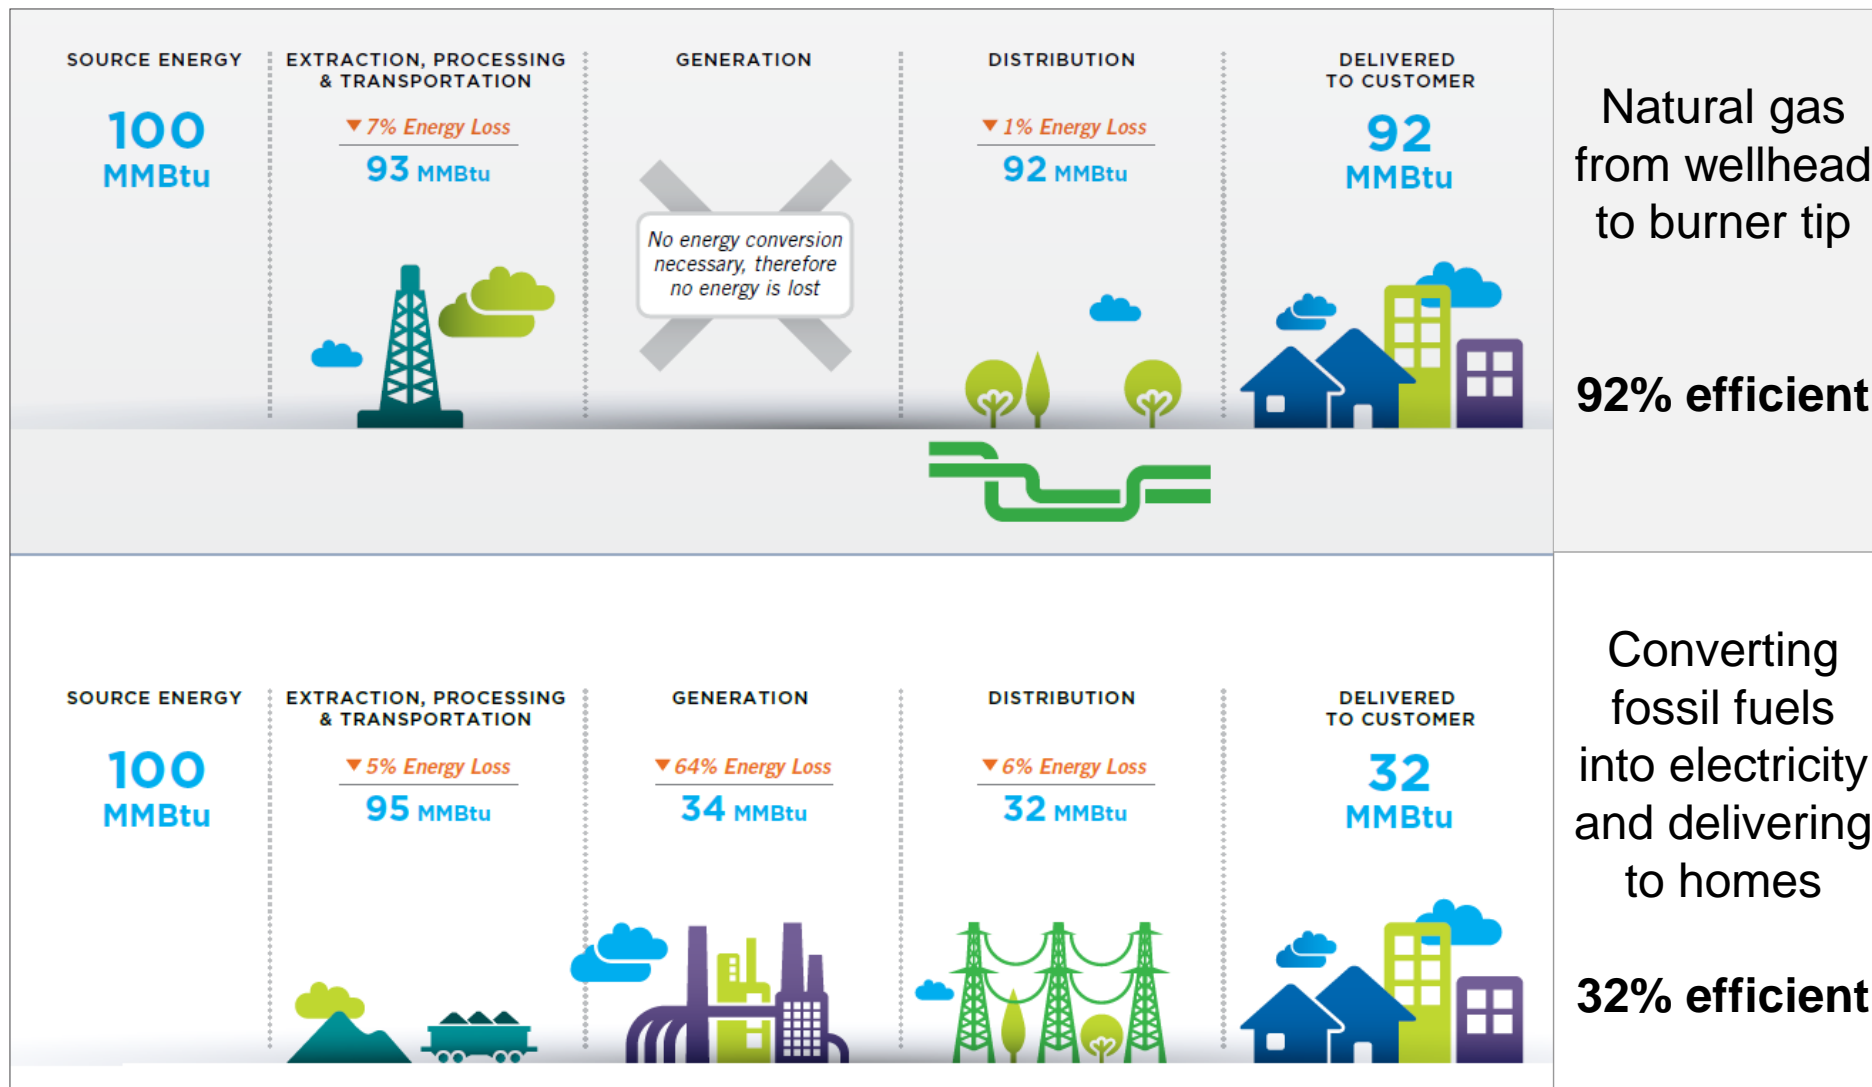 SOURCE ENERGY
100
MMBtu
EXTRACTION, PROCESSING
& TRANSPORTATION
▼7% Energy Loss
93 MMBtu
GENERATION
No energy conversion
necessary, therefore
no energy is lost
DISTRIBUTION
▼1% Energy Loss
92 MMBtu
DELIVERED
TO CUSTOMER
92
MMBtu
Natural gas
from wellhead
to burner tip
92% efficient
SOURCE ENERGY
100
MMBtu
EXTRACTION, PROCESSING
& TRANSPORTATION
▼5% Energy Loss
95 MMBtu
GENERATION
▼64% Energy Loss
34 MMBtu
DISTRIBUTION
▼6% Energy Loss
32 MMBtu
DELIVERED
TO CUSTOMER
32
MMBtu
Converting
fossil fuels
into electricity
and delivering
to homes
32% efficient